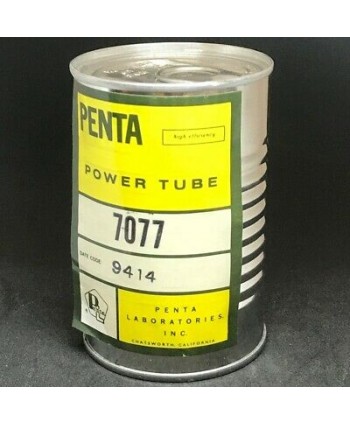 PENTA
High efficiency
POWER TUBE
7077
DATE CODE
9414
PENTA
LABORATORIES,
INC.
CHATSWORTH, CALIFORNIA